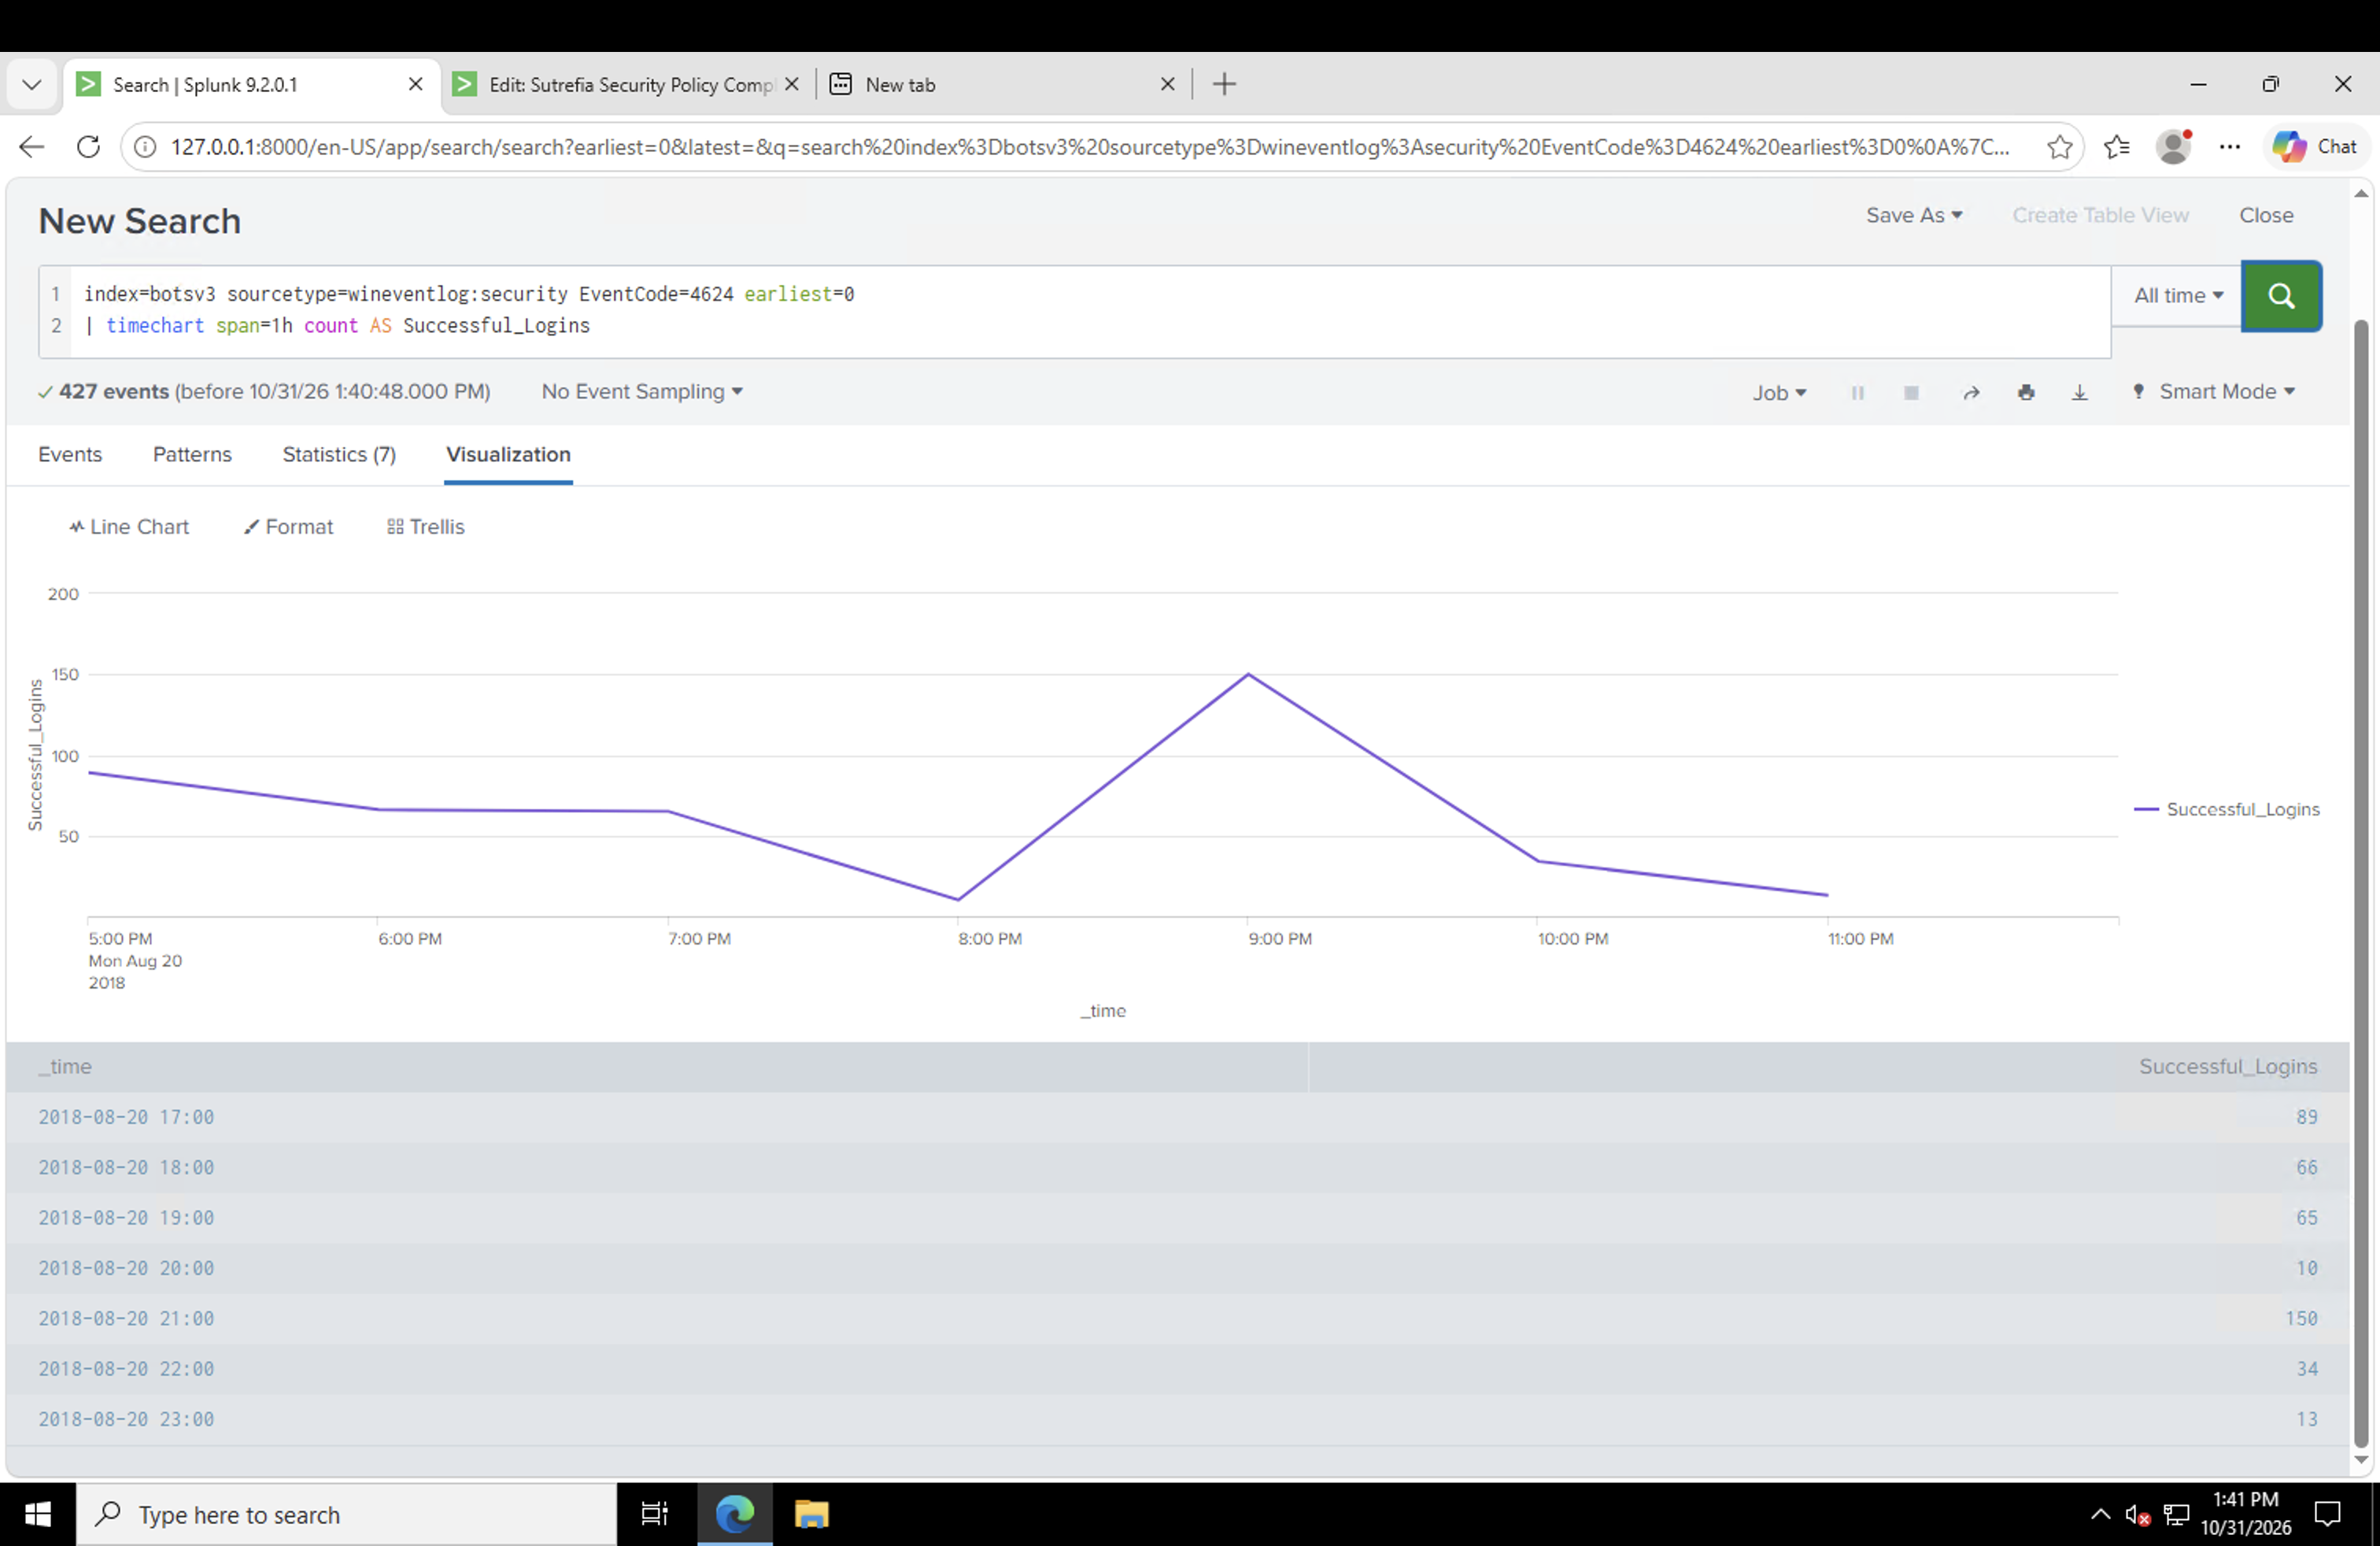 Search | Splunk 9.2.0.1
Edit: Sutrefia Security Policy Compl
New tab
127.0.0.1:8000/en-US/app/search/search?earliest=0&latest=&q=search%20index%3Dbotsv3%20sourcetype%3Dwineventlog%3Asecurity%20EventCode%3D4624%20earliest%3D0%0A%7C...
Chat
New Search
Save As
Create Table View
Close
1 index=botsv3 sourcetype=wineventlog:security EventCode=4624 earliest=0
2 | timechart span=1h count AS Successful_Logins
All time
427 events (before 10/31/26 1:40:48.000 PM)
No Event Sampling
Job
Smart Mode
Events
Patterns
Statistics (7)
Visualization
Line Chart
Format
Trellis
200
150
100
50
Successful_Logins
Successful_Logins
5:00 PM
Mon Aug 20
2018
6:00 PM
7:00 PM
8:00 PM
9:00 PM
10:00 PM
11:00 PM
_time
_time Successful_Logins
2018-08-20 17:00 89
2018-08-20 18:00 66
2018-08-20 19:00 65
2018-08-20 20:00 10
2018-08-20 21:00 150
2018-08-20 22:00 34
2018-08-20 23:00 13
Type here to search
1:41 PM
10/31/2026